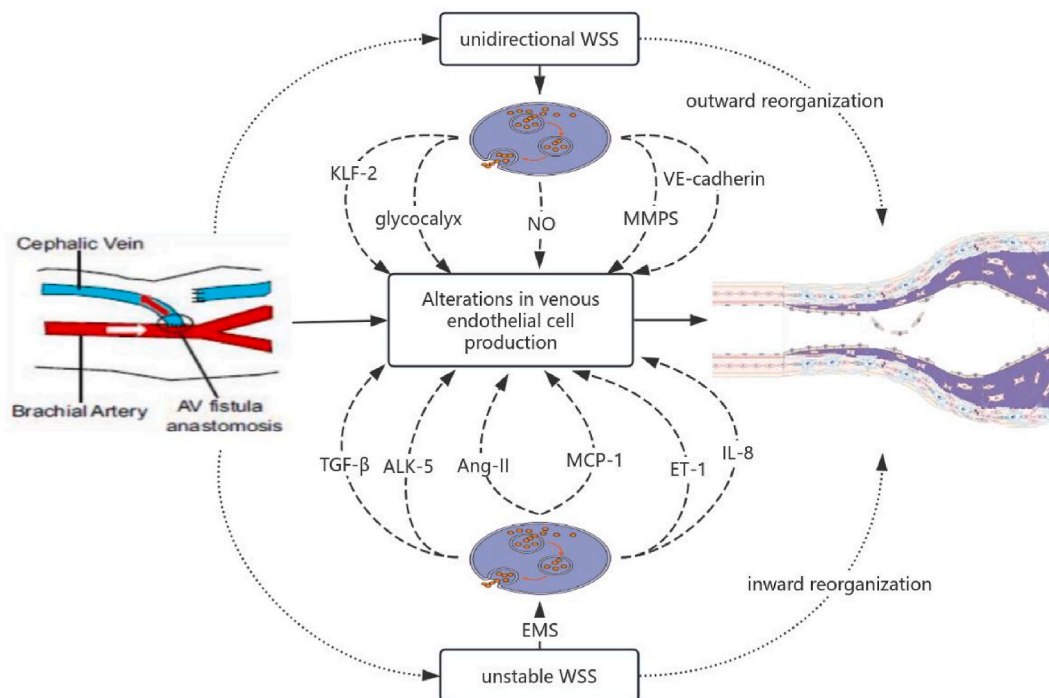 unidirectional WSS
outward reorganization
KLF-2
VE-cadherin
glycocalyx
NO
MMPS
Cephalic Vein
Alterations in venous
endothelial cell
production
Brachial Artery
AV fistula
anastomosis
TGF-β
ALK-5
Ang-II
MCP-1
ET-1
IL-8
inward reorganization
EMS
unstable WSS